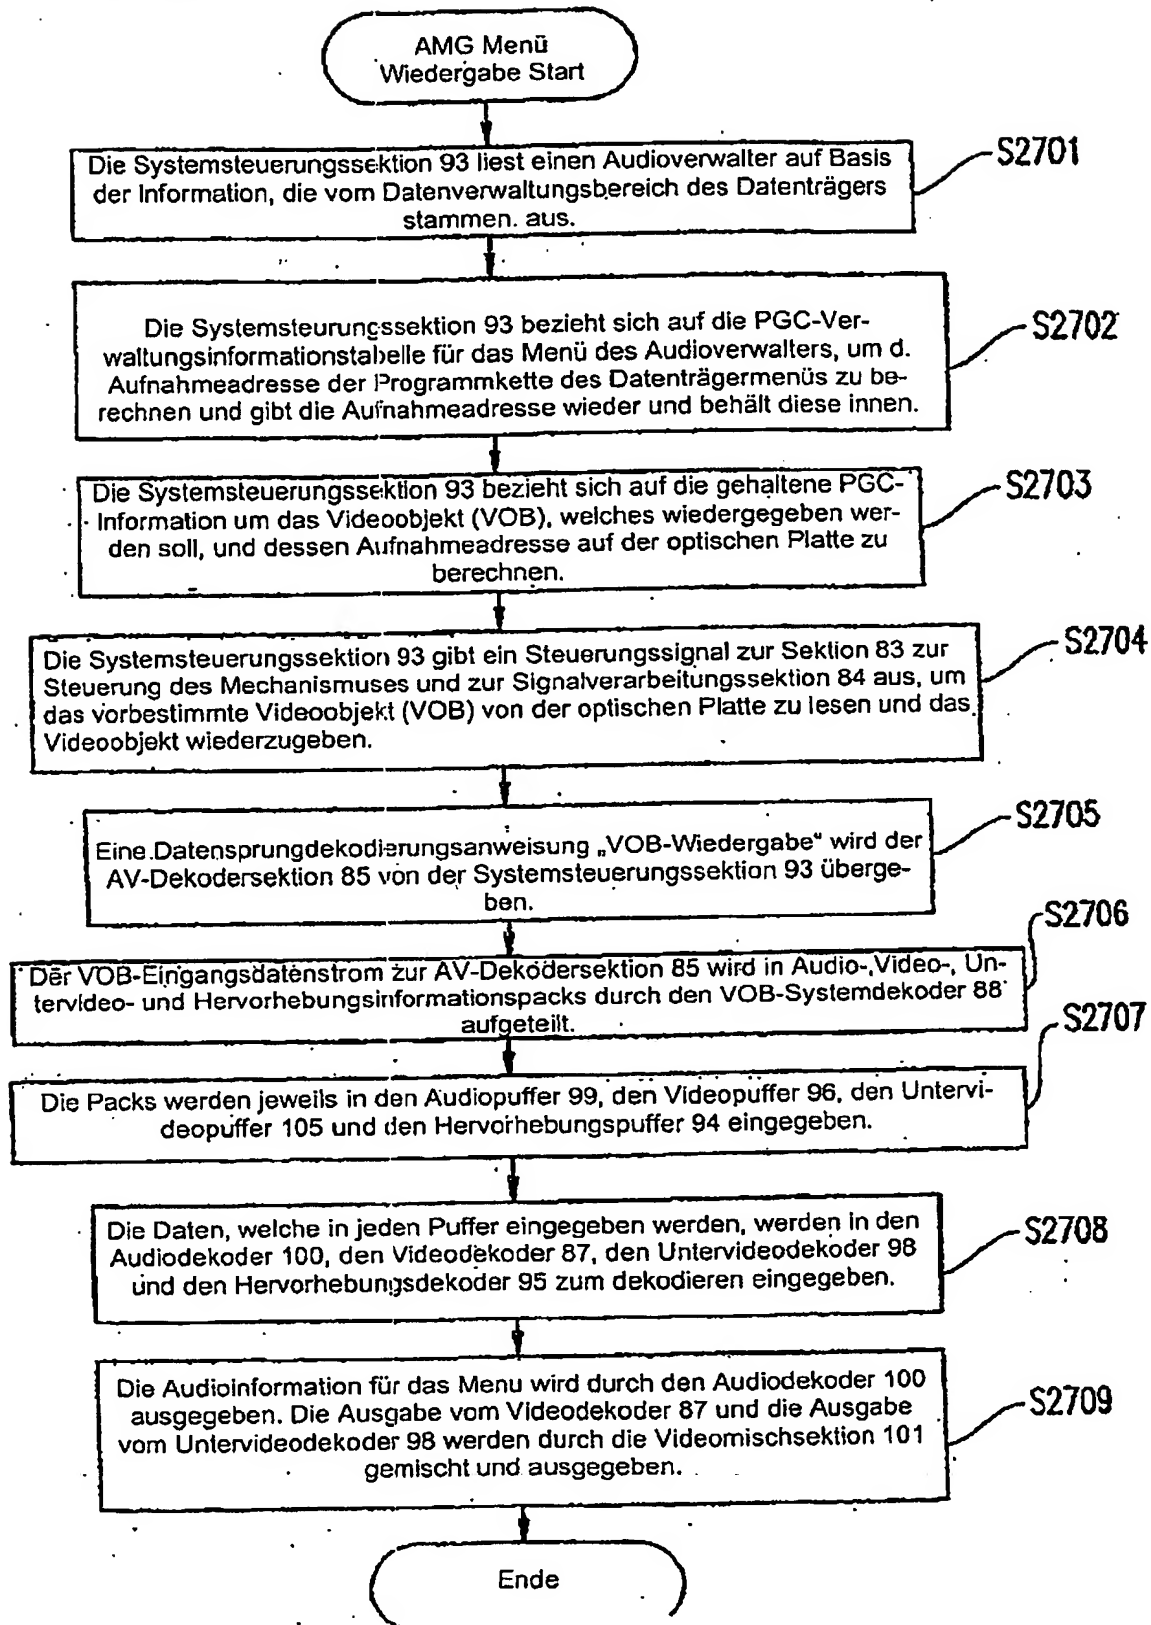 AMG Menü
Wiedergabe Start
Die Systemsteuerungssektion 93 liest einen Audioverwalter auf Basis
der Information, die vom Datenverwaltungsbereich des Datenträgers
stammen. aus.
S2701
Die Systemsteurungssektion 93 bezieht sich auf die PGC-Ver-
waltungsinformationstabelle für das Menü des Audioverwalters, um d.
Aufnahmeadresse der Programmkette des Datenträgermenüs zu be-
rechnen und gibt die Aufnahmeadresse wieder und behält diese innen.
S2702
Die Systemsteuerungssektion 93 bezieht sich auf die gehaltene PGC-
Information um das Videoobjekt (VOB), welches wiedergegeben wer-
den soll, und dessen Aufnahmeadresse auf der optischen Platte zu
berechnen.
S2703
Die Systemsteuerungssektion 93 gibt ein Steuerungssignal zur Sektion 83 zur
Steuerung des Mechanismuses und zur Signalverarbeitungssektion 84 aus, um
das vorbestimmte Videoobjekt (VOB) von der optischen Platte zu lesen und das
Videoobjekt wiederzugeben.
S2704
Eine Datensprungdekodierungsanweisung „VOB-Wiedergabe“ wird der
AV-Dekodersektion 85 von der Systemsteuerungssektion 93 überge-
ben.
S2705
Der VOB-Eingangsdatenstrom zur AV-Dekodersektion 85 wird in Audio-, Video-, Un-
tervideo- und Hervorhebungsinformationspacks durch den VOB-Systemdekoder 88
aufgeteilt.
S2706
Die Packs werden jeweils in den Audiopuffer 99, den Videopuffer 96, den Untervi-
deopuffer 105 und den Hervorhebungspuffer 94 eingegeben.
S2707
Die Daten, welche in jeden Puffer eingegeben werden, werden in den
Audiodekoder 100, den Videodekoder 87, den Untervideodekoder 98
und den Hervorhebungsdekoder 95 zum dekodieren eingegeben.
S2708
Die Audioinformation für das Menu wird durch den Audiodekoder 100
ausgegeben. Die Ausgabe vom Videodekoder 87 und die Ausgabe
vom Untervideodekoder 98 werden durch die Videomischsektion 101
gemischt und ausgegeben.
S2709
Ende